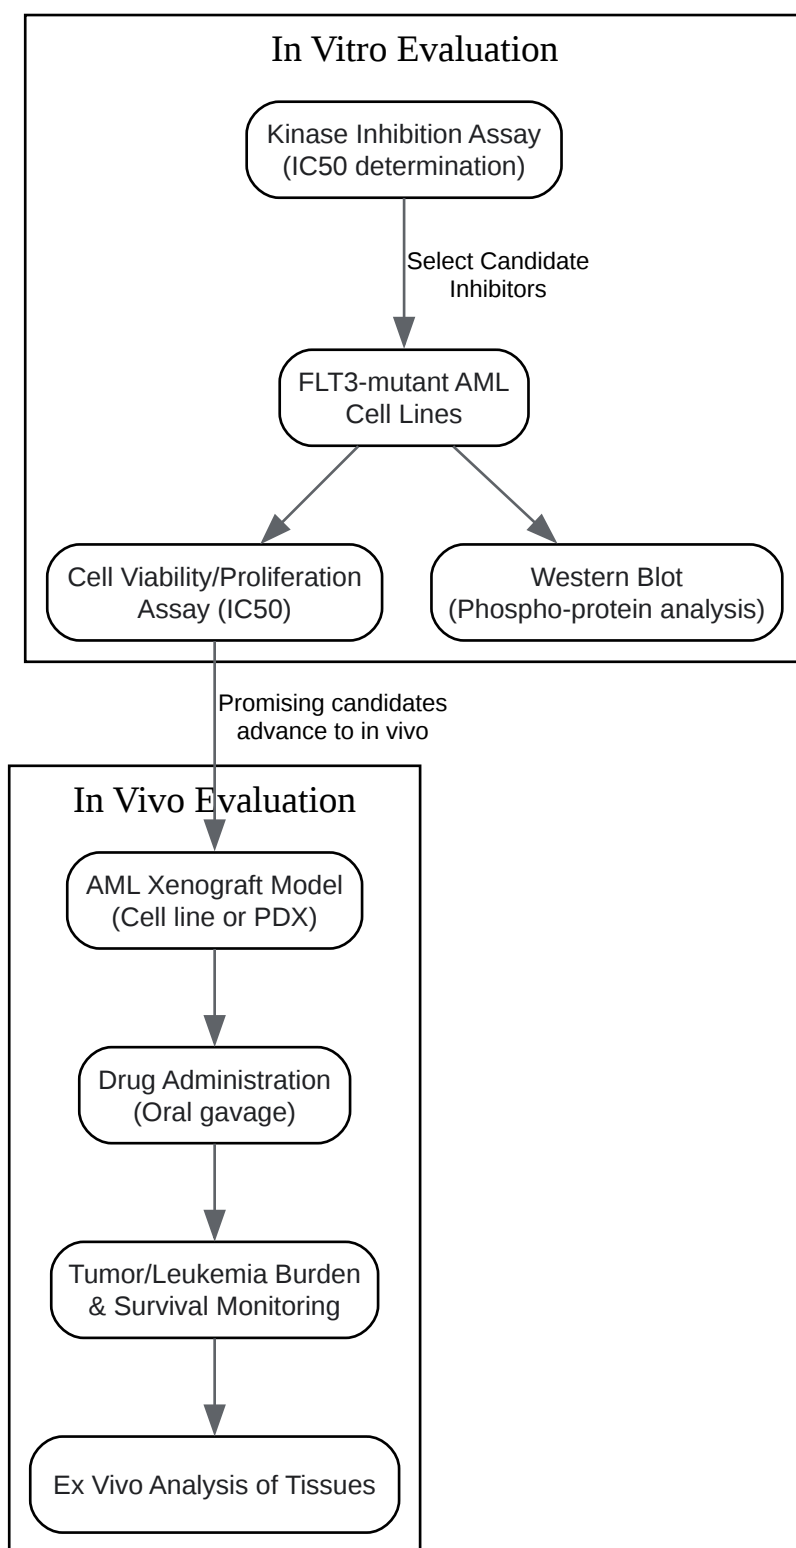 In Vitro Evaluation
Kinase Inhibition Assay
(IC50 determination)
Select Candidate
Inhibitors
FLT3-mutant AML
Cell Lines
Cell Viability/Proliferation
Assay (IC50)
Western Blot
(Phospho-protein analysis)
Promising candidates
advance to in vivo
In Vivo Evaluation
AML Xenograft Model
(Cell line or PDX)
Drug Administration
(Oral gavage)
Tumor/Leukemia Burden
& Survival Monitoring
Ex Vivo Analysis of Tissues